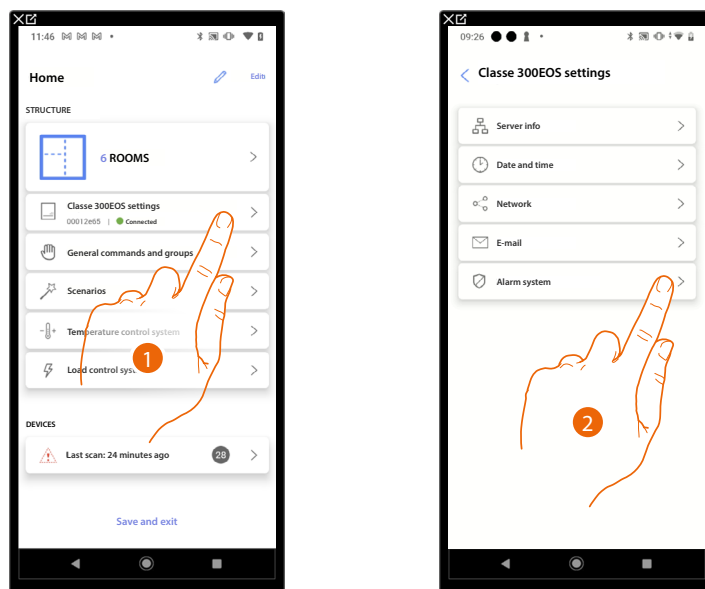 11:46
Home
Edit
STRUCTURE
6 ROOMS
Classe 300EOS settings
00012e65 | Connected
General commands and groups
Scenarios
Temperature control system
Load control syst
DEVICES
Last scan: 24 minutes ago 28
Save and exit
1
09:26
Classe 300EOS settings
Server info
Date and time
Network
E-mail
Alarm system
2